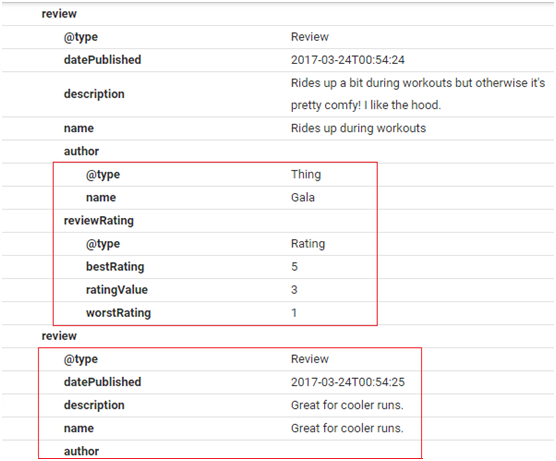 review
@type Review
datePublished 2017-03-24T00:54:24
description Rides up a bit during workouts but otherwise it's
pretty comfy! I like the hood.
name Rides up during workouts
author
@type Thing
name Gala
reviewRating
@type Rating
bestRating 5
ratingValue 3
worstRating 1
review
@type Review
datePublished 2017-03-24T00:54:25
description Great for cooler runs.
name Great for cooler runs.
author